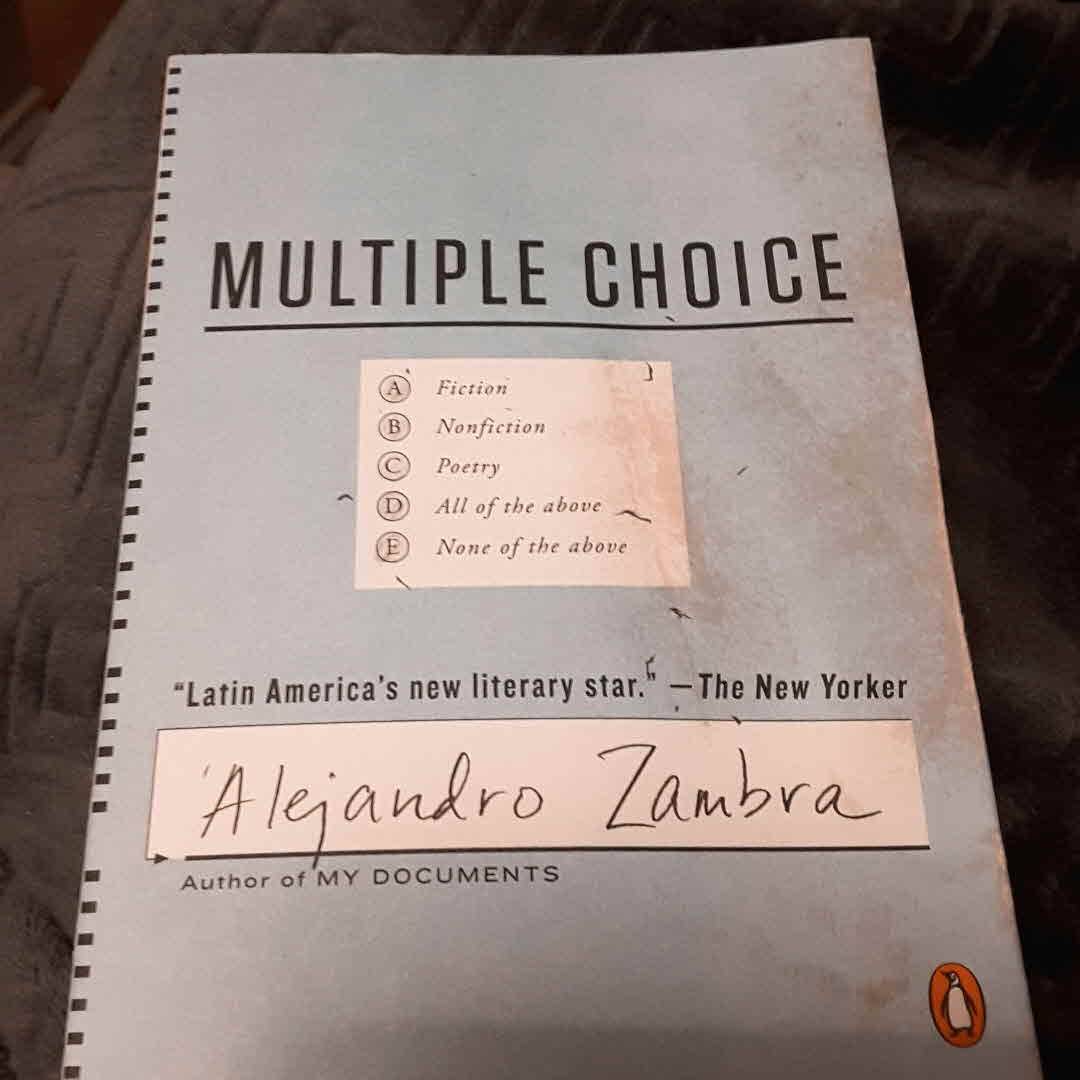 MULTIPLE CHOICE
A Fiction
B Nonfiction
C Poetry
D All of the above
E None of the above
“Latin America’s new literary star.” —The New Yorker
Alejandro Zambra
Author of MY DOCUMENTS